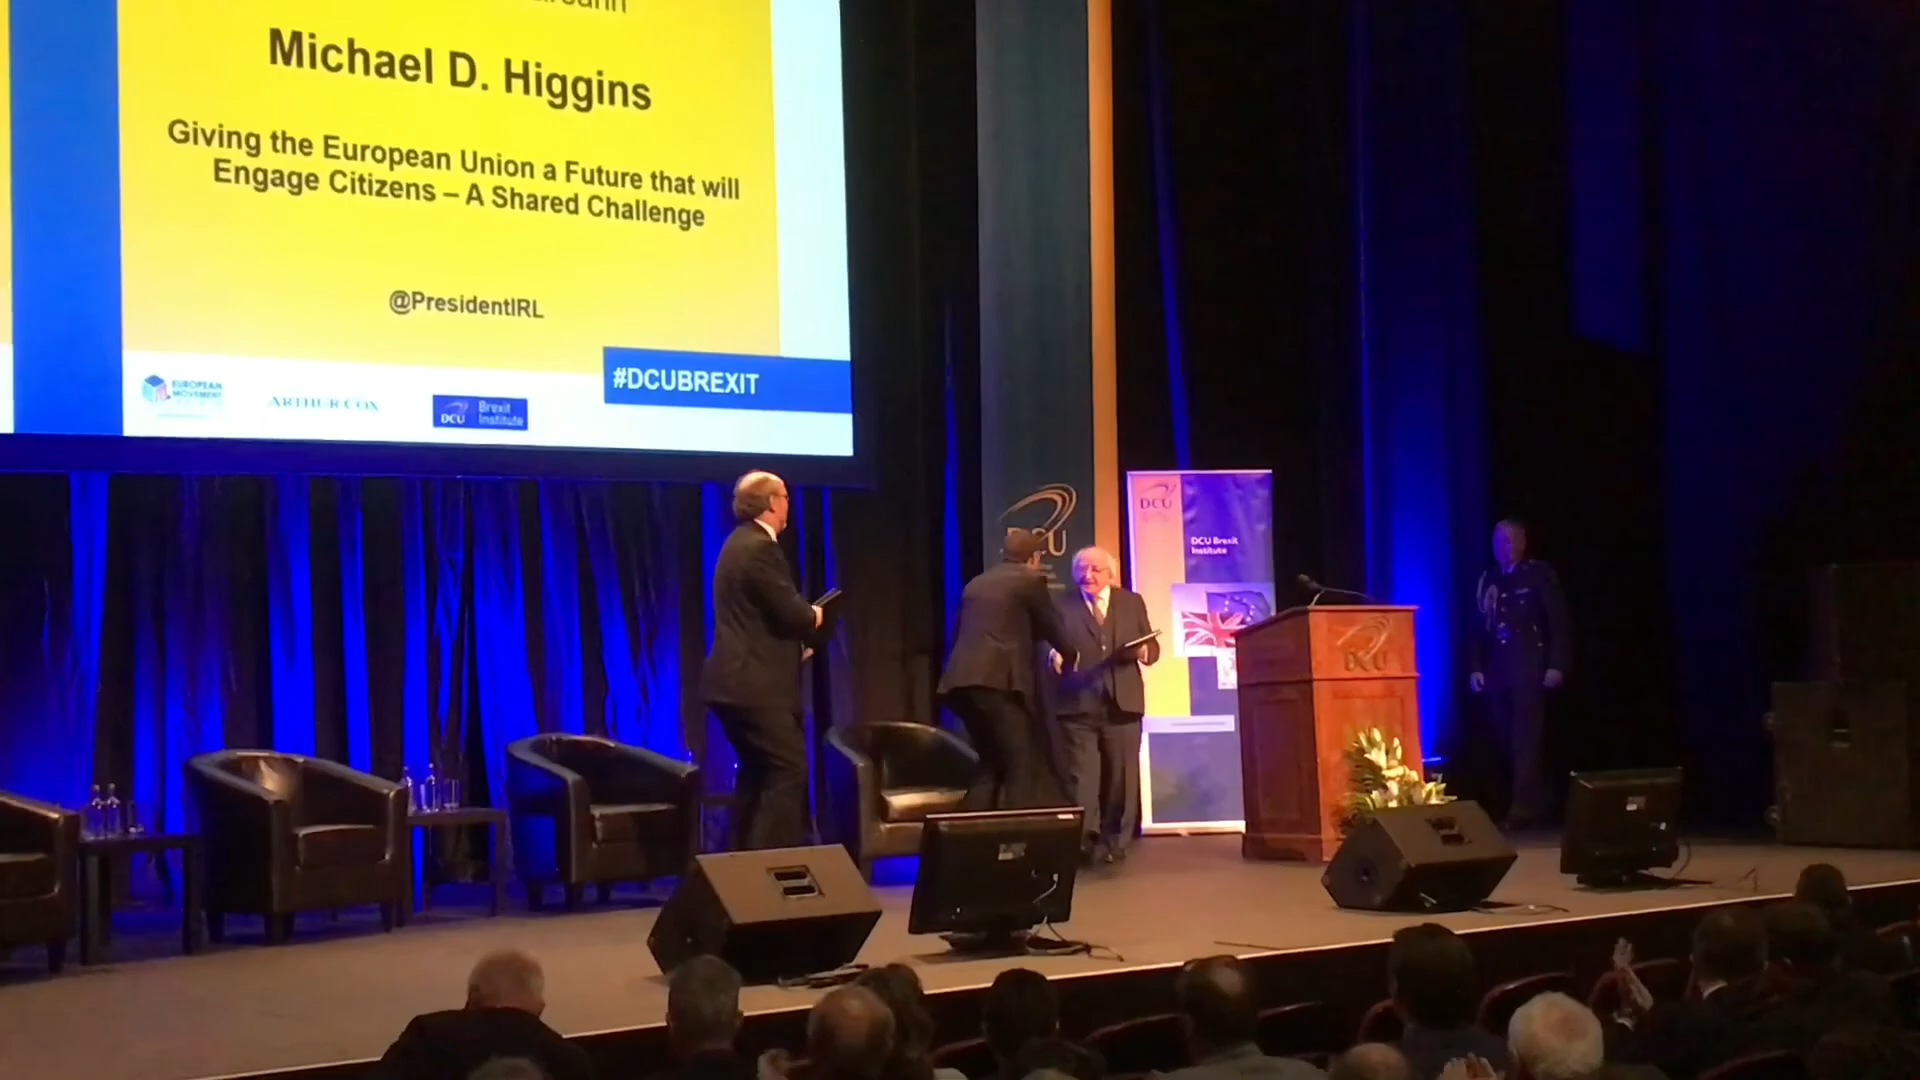 Michael D. Higgins
Giving the European Union a Future that will
Engage Citizens – A Shared Challenge
@PresidentIRL
#DCUBREXIT
EUROPEAN
MOVEMENT
ARTHUR COX
DCU
Brexit
Institute
DCU
DCU
DCU Brexit
Institute
DCU